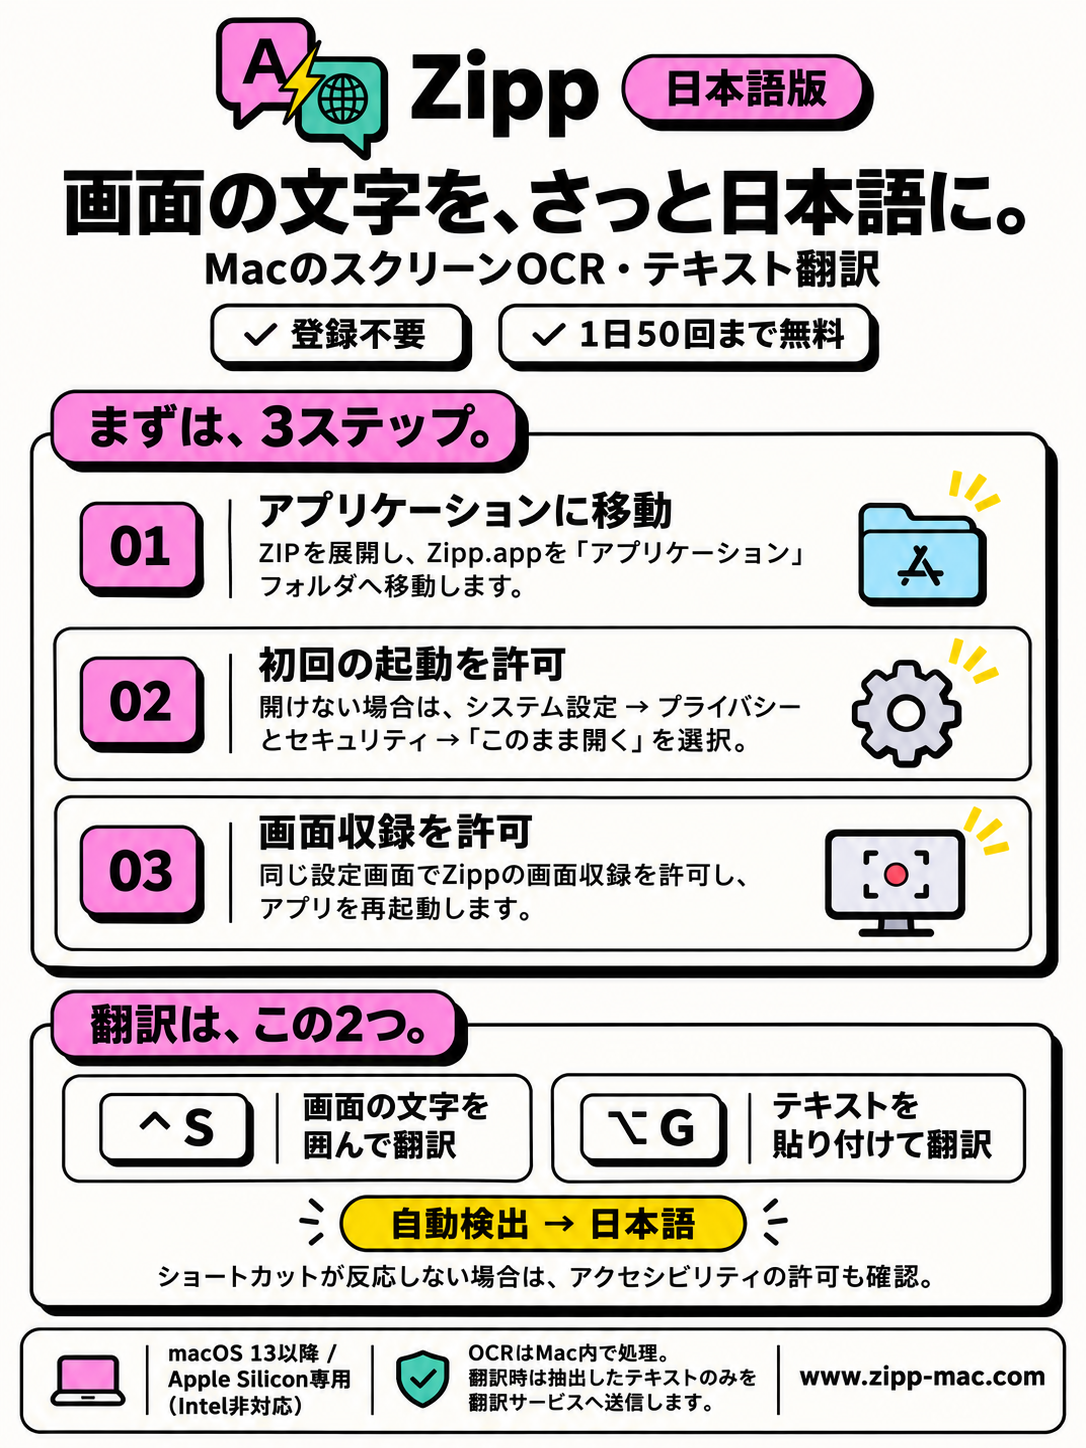 A
Zipp
日本語版
画面の文字を、さっと日本語に。
MacのスクリーンOCR・テキスト翻訳
✓ 登録不要
✓ 1日50回まで無料
まずは、3ステップ。
01
アプリケーションに移動
ZIPを展開し、Zipp.appを「アプリケーション」
フォルダへ移動します。
02
初回の起動を許可
開けない場合は、システム設定 → プライバシー
とセキュリティ →「このまま開く」を選択。
03
画面収録を許可
同じ設定画面でZippの画面収録を許可し、
アプリを再起動します。
翻訳は、この2つ。
⌃S
画面の文字を
囲んで翻訳
⌥G
テキストを
貼り付けて翻訳
自動検出 → 日本語
ショートカットが反応しない場合は、アクセシビリティの許可も確認。
macOS 13以降 /
Apple Silicon専用
（Intel非対応）
OCRはMac内で処理。
翻訳時は抽出したテキストのみを
翻訳サービスへ送信します。
www.zipp-mac.com